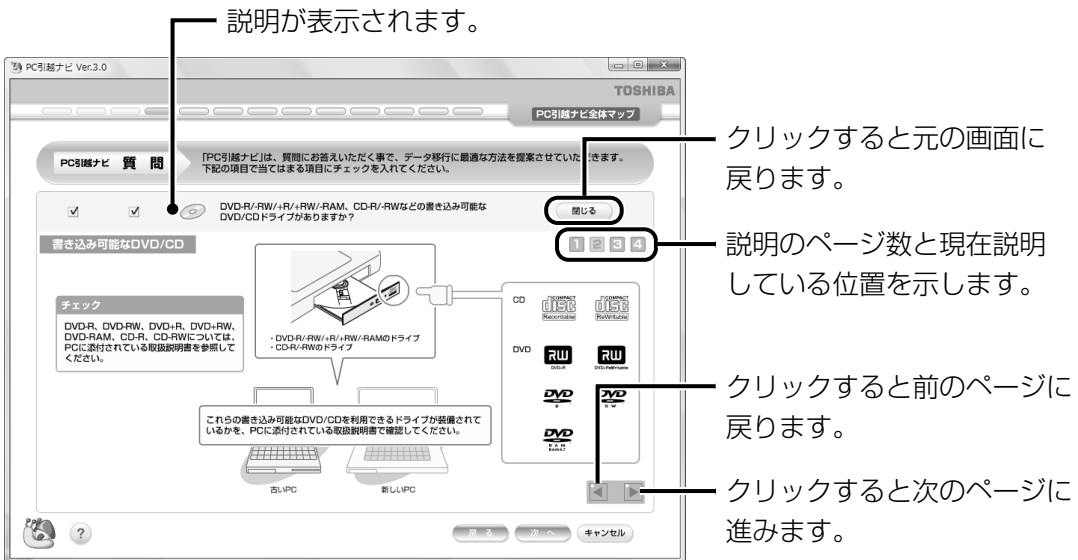 説明が表示されます。
PC引越ナビ Ver.3.0
TOSHIBA
PC引越ナビ全体マップ
クリックすると元の画面に
戻ります。
PC引越ナビ 質 問
「PC引越ナビ」は、質問にお答えいただく事で、データ移行に最適な方法を提案させていただきます。
下記の項目で当てはまる項目にチェックを入れてください。
DVD-R/-RW/+R/+RW/-RAM、CD-R/-RWなどの書き込み可能な
DVD/CDドライブがありますか？
閉じる
書き込み可能なDVD/CD
1 2 3 4
説明のページ数と現在説明
している位置を示します。
チェック
DVD-R、DVD-RW、DVD+R、DVD+RW、
DVD-RAM、CD-R、CD-RWについては、
PCに添付されている取扱説明書を参照して
ください。
・DVD-R/-RW/+R/+RW/-RAMのドライブ
・CD-R/-RWのドライブ
CD
COMPACT disc Recordable
COMPACT disc ReWritable
DVD
RW DVD+R
RW DVD+ReWritable
DVD R
DVD R W
DVD RAM RAM4.7
これらの書き込み可能なDVD/CDを利用できるドライブが装備されて
いるかを、PCに添付されている取扱説明書で確認してください。
古いPC
新しいPC
クリックすると前のページに
戻ります。
クリックすると次のページに
進みます。
?
戻 る
次 へ
キャンセル